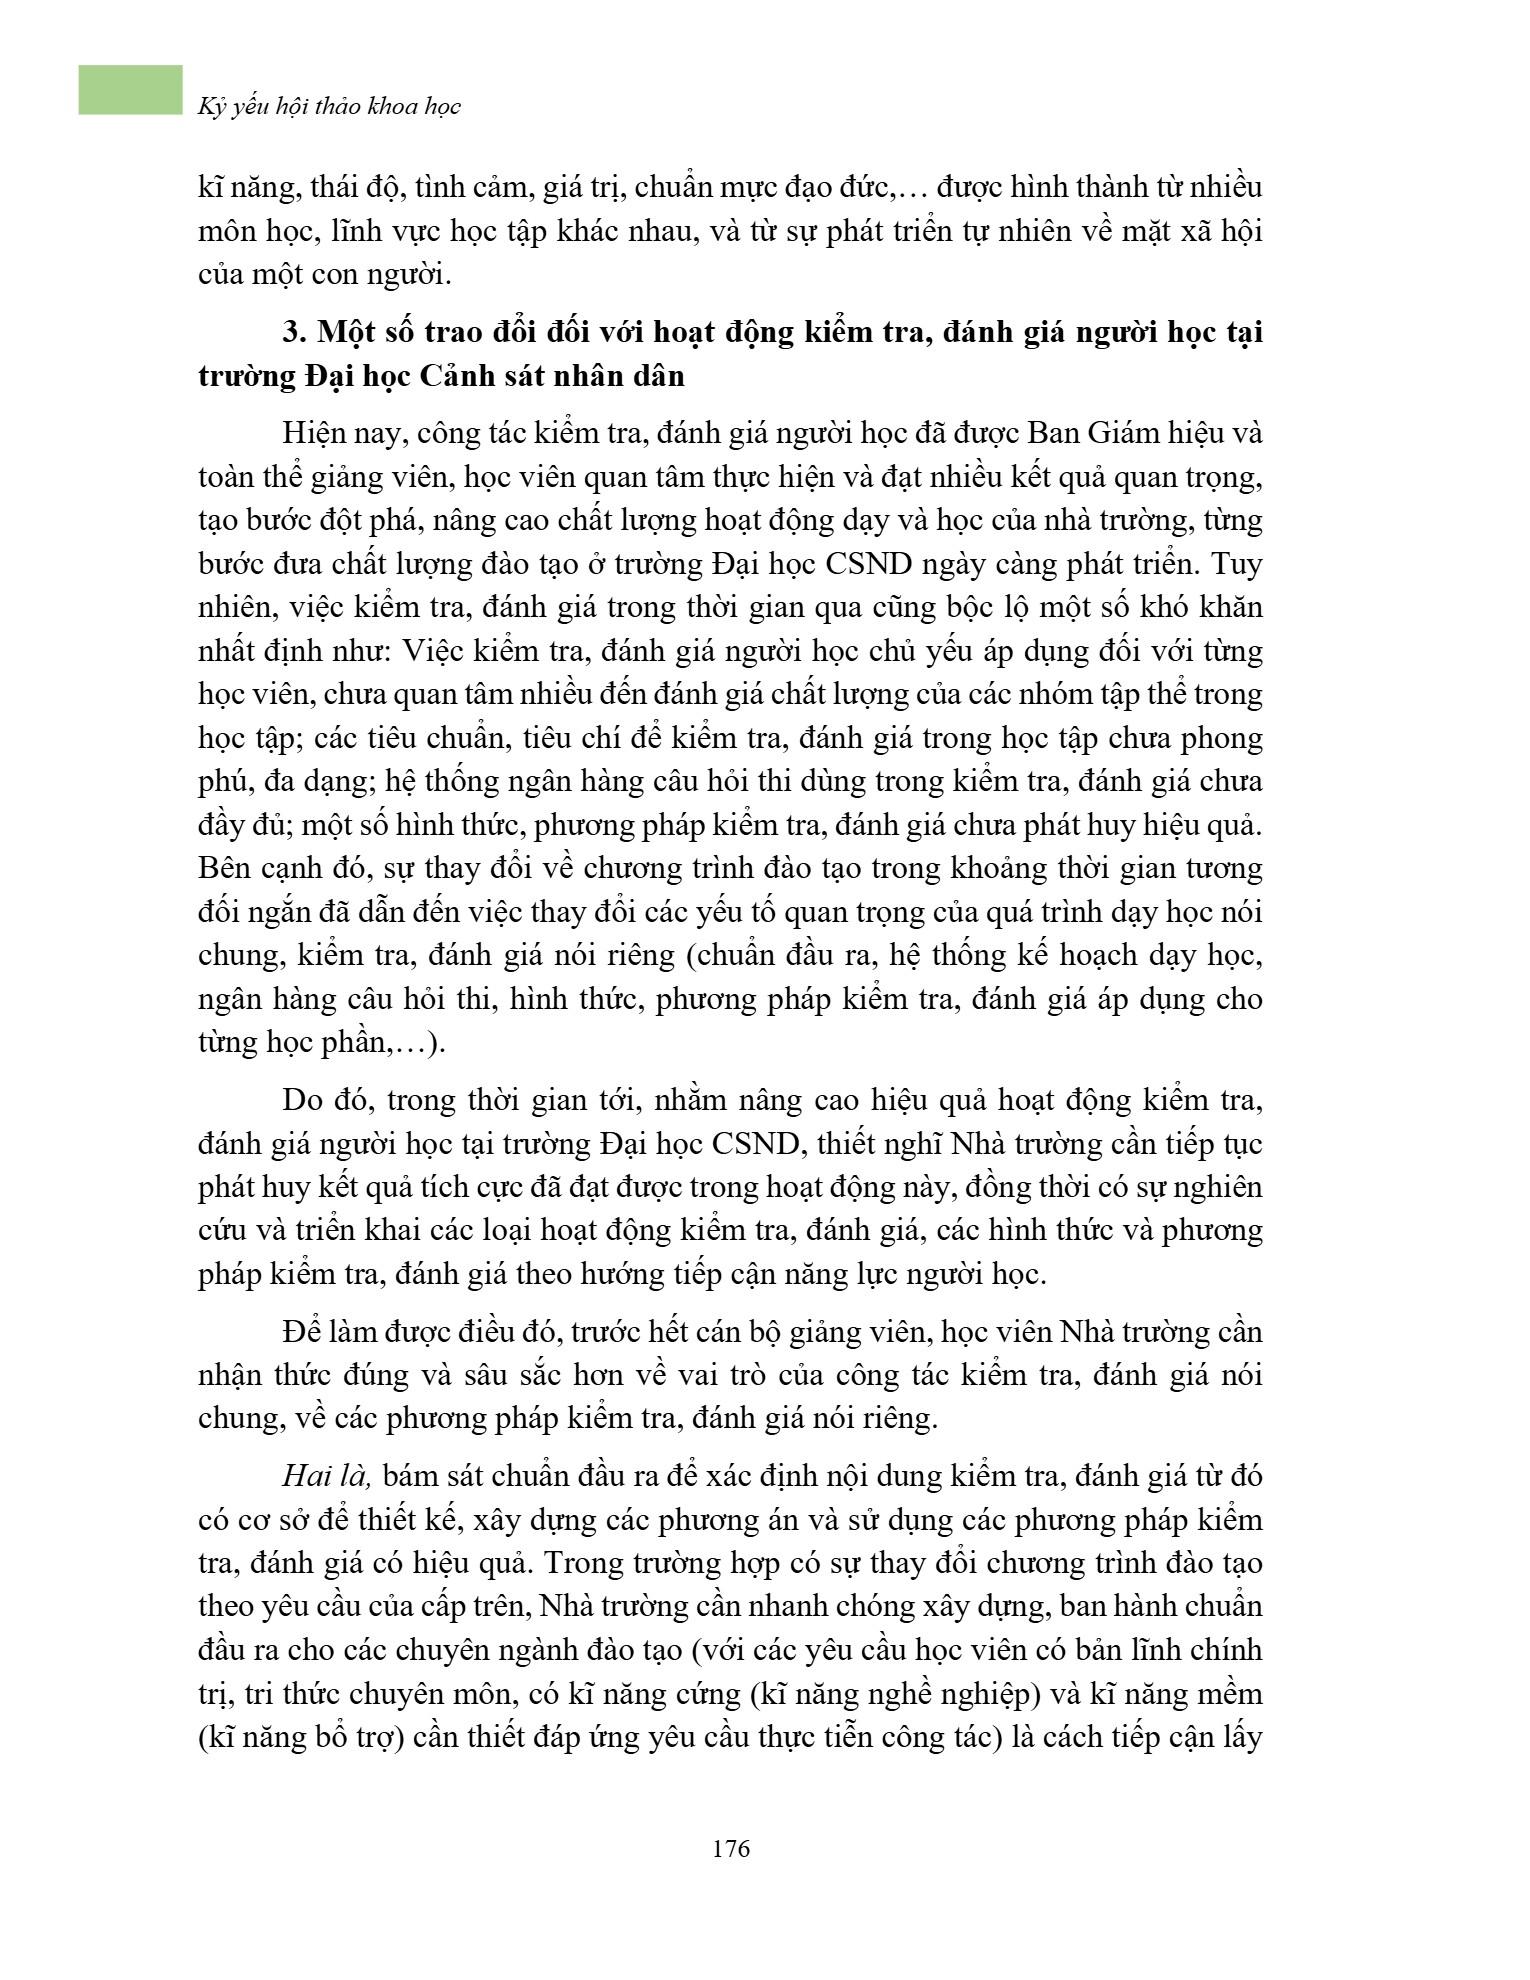 Kỷ yếu hội thảo khoa học
kĩ năng, thái độ, tình cảm, giá trị, chuẩn mực đạo đức,… được hình thành từ nhiều
môn học, lĩnh vực học tập khác nhau, và từ sự phát triển tự nhiên về mặt xã hội
của một con người.
3. Một số trao đổi đối với hoạt động kiểm tra, đánh giá người học tại
trường Đại học Cảnh sát nhân dân
Hiện nay, công tác kiểm tra, đánh giá người học đã được Ban Giám hiệu và
toàn thể giảng viên, học viên quan tâm thực hiện và đạt nhiều kết quả quan trọng,
tạo bước đột phá, nâng cao chất lượng hoạt động dạy và học của nhà trường, từng
bước đưa chất lượng đào tạo ở trường Đại học CSND ngày càng phát triển. Tuy
nhiên, việc kiểm tra, đánh giá trong thời gian qua cũng bộc lộ một số khó khăn
nhất định như: Việc kiểm tra, đánh giá người học chủ yếu áp dụng đối với từng
học viên, chưa quan tâm nhiều đến đánh giá chất lượng của các nhóm tập thể trong
học tập; các tiêu chuẩn, tiêu chí để kiểm tra, đánh giá trong học tập chưa phong
phú, đa dạng; hệ thống ngân hàng câu hỏi thi dùng trong kiểm tra, đánh giá chưa
đầy đủ; một số hình thức, phương pháp kiểm tra, đánh giá chưa phát huy hiệu quả.
Bên cạnh đó, sự thay đổi về chương trình đào tạo trong khoảng thời gian tương
đối ngắn đã dẫn đến việc thay đổi các yếu tố quan trọng của quá trình dạy học nói
chung, kiểm tra, đánh giá nói riêng (chuẩn đầu ra, hệ thống kế hoạch dạy học,
ngân hàng câu hỏi thi, hình thức, phương pháp kiểm tra, đánh giá áp dụng cho
từng học phần,…).
Do đó, trong thời gian tới, nhằm nâng cao hiệu quả hoạt động kiểm tra,
đánh giá người học tại trường Đại học CSND, thiết nghĩ Nhà trường cần tiếp tục
phát huy kết quả tích cực đã đạt được trong hoạt động này, đồng thời có sự nghiên
cứu và triển khai các loại hoạt động kiểm tra, đánh giá, các hình thức và phương
pháp kiểm tra, đánh giá theo hướng tiếp cận năng lực người học.
Để làm được điều đó, trước hết cán bộ giảng viên, học viên Nhà trường cần
nhận thức đúng và sâu sắc hơn về vai trò của công tác kiểm tra, đánh giá nói
chung, về các phương pháp kiểm tra, đánh giá nói riêng.
Hai là, bám sát chuẩn đầu ra để xác định nội dung kiểm tra, đánh giá từ đó
có cơ sở để thiết kế, xây dựng các phương án và sử dụng các phương pháp kiểm
tra, đánh giá có hiệu quả. Trong trường hợp có sự thay đổi chương trình đào tạo
theo yêu cầu của cấp trên, Nhà trường cần nhanh chóng xây dựng, ban hành chuẩn
đầu ra cho các chuyên ngành đào tạo (với các yêu cầu học viên có bản lĩnh chính
trị, tri thức chuyên môn, có kĩ năng cứng (kĩ năng nghề nghiệp) và kĩ năng mềm
(kĩ năng bổ trợ) cần thiết đáp ứng yêu cầu thực tiễn công tác) là cách tiếp cận lấy
176